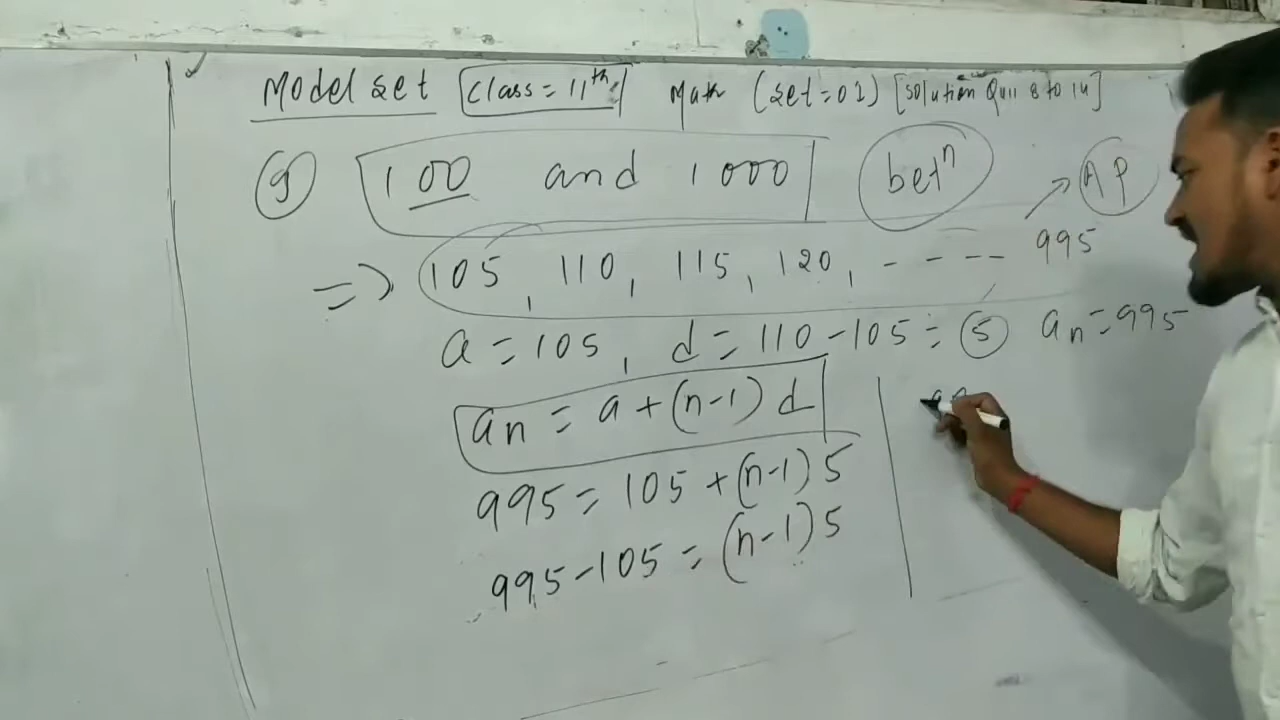 Model set class = 11th Math (set = 01) [Solution Qu 8 to 14]
9 100 and 1000 betn AP
=> 105, 110, 115, 120, - - - - 995
a = 105, d = 110 - 105 = 5 an = 995
an = a + (n-1) d
995 = 105 + (n-1) 5
995 - 105 = (n-1) 5